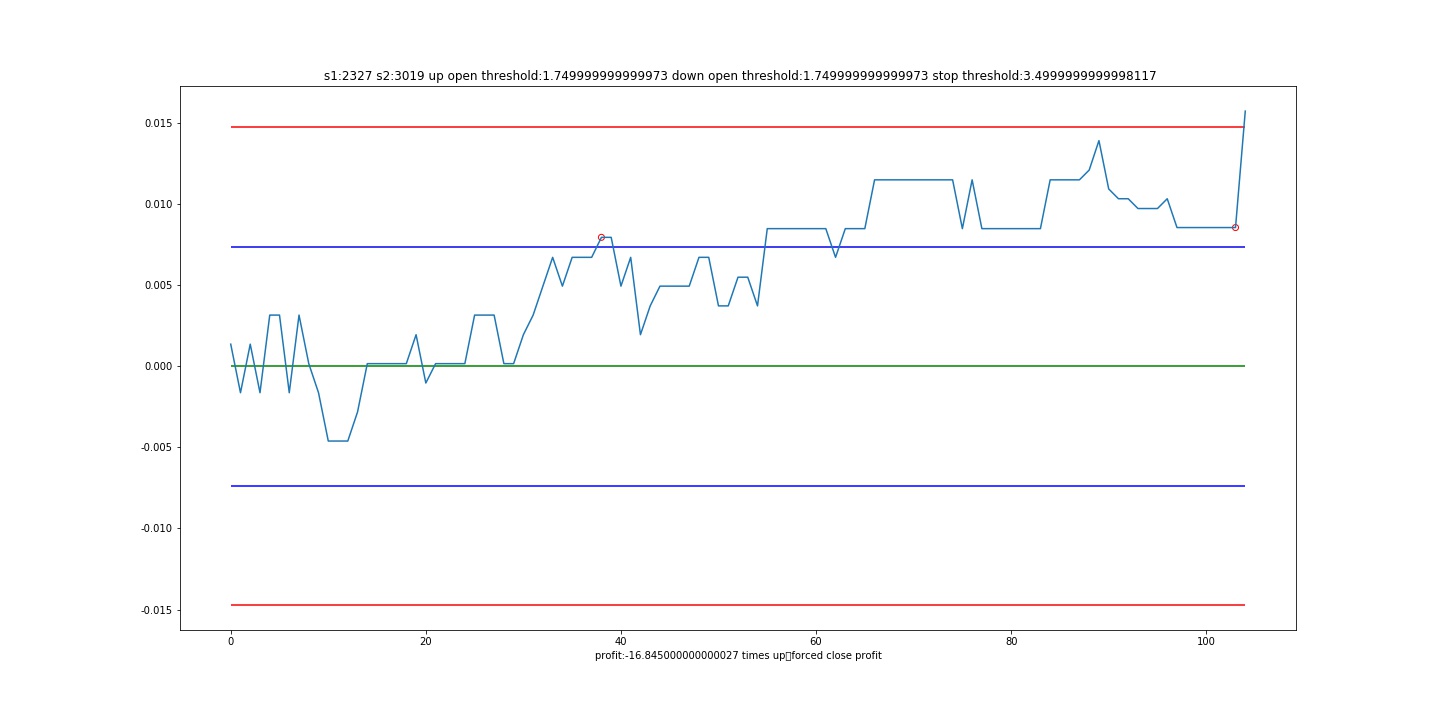 s1:2327 s2:3019 up open threshold:1.749999999999973 down open threshold:1.749999999999973 stop threshold:3.4999999999998117
0.015
0.010
0.005
0.000
-0.005
-0.010
-0.015
0 20 40 60 80 100
profit:-16.845000000000027 times up▯forced close profit